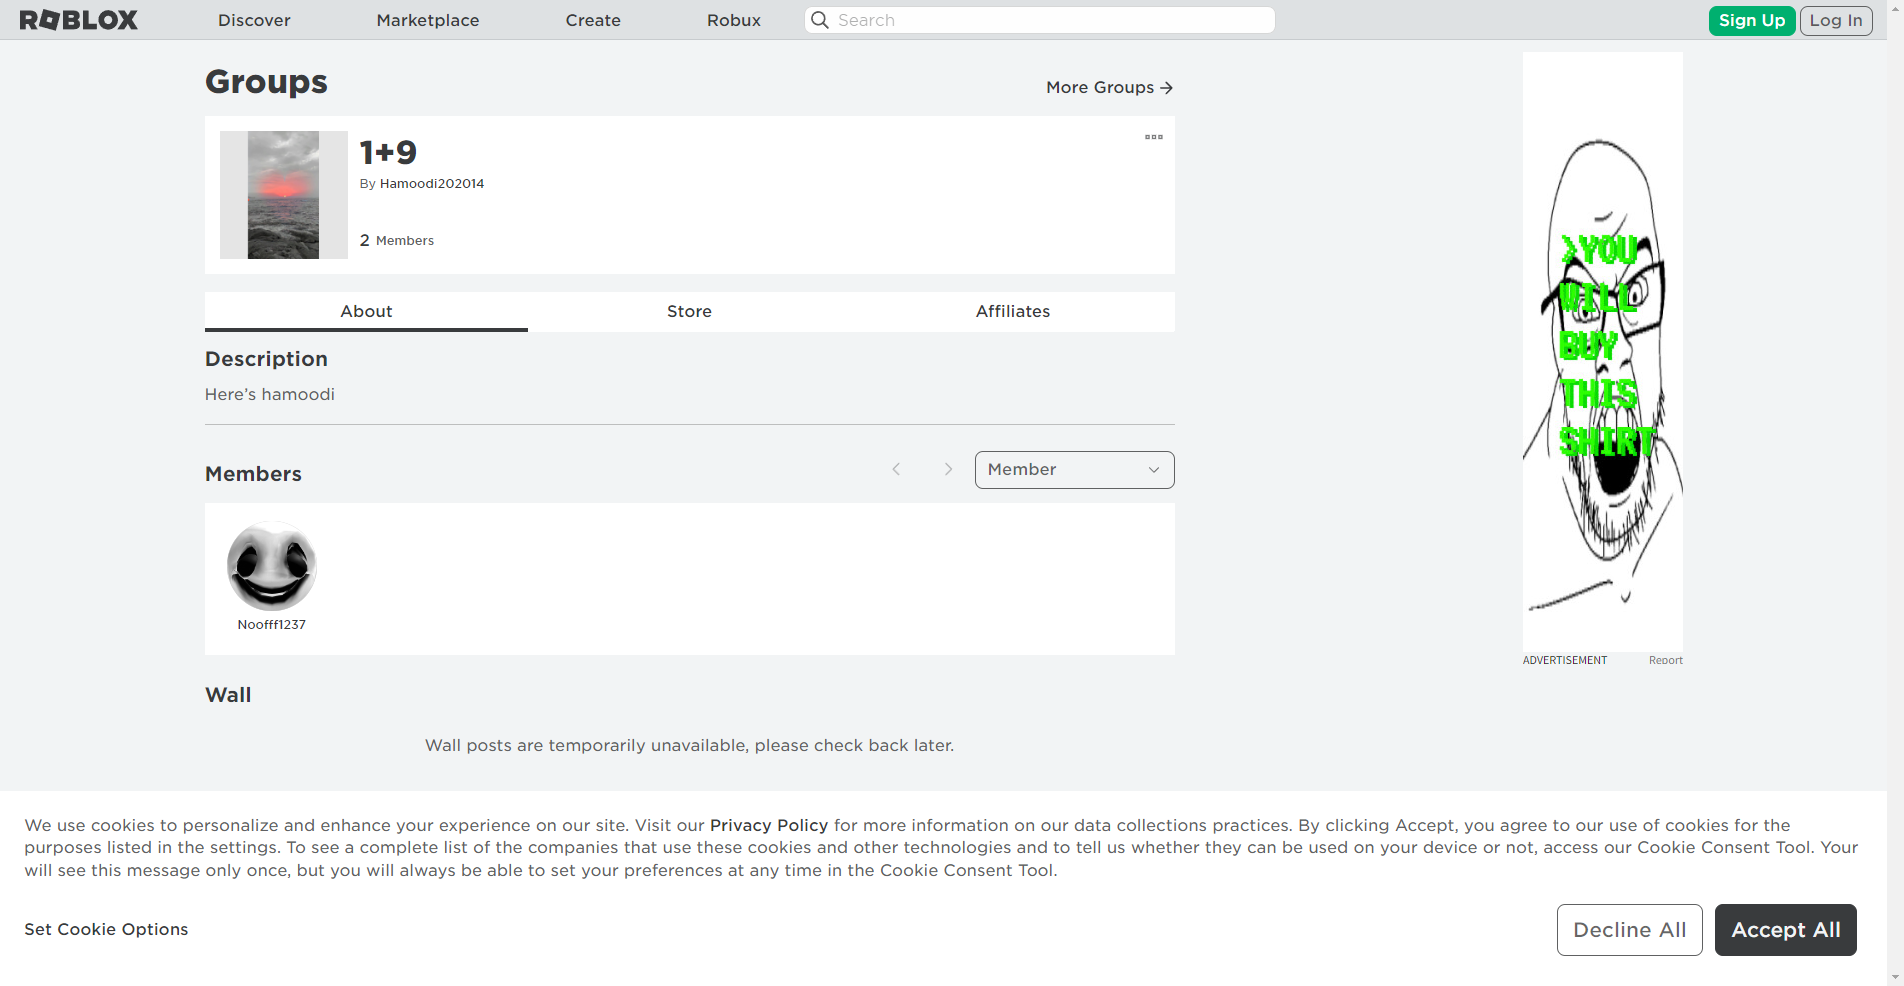 ROBLOX
Discover
Marketplace
Create
Robux
Search
Sign Up
Log In
Groups
More Groups
1+9
By Hamoodi202014
2 Members
About
Store
Affiliates
Description
Here’s hamoodi
Members
Member
Noofff1237
Wall
Wall posts are temporarily unavailable, please check back later.
>YOU
WILL
BUY
THIS
SHIRT
ADVERTISEMENT
Report
We use cookies to personalize and enhance your experience on our site. Visit our Privacy Policy for more information on our data collections practices. By clicking Accept, you agree to our use of cookies for the
purposes listed in the settings. To see a complete list of the companies that use these cookies and other technologies and to tell us whether they can be used on your device or not, access our Cookie Consent Tool. Your
will see this message only once, but you will always be able to set your preferences at any time in the Cookie Consent Tool.
Set Cookie Options
Decline All
Accept All